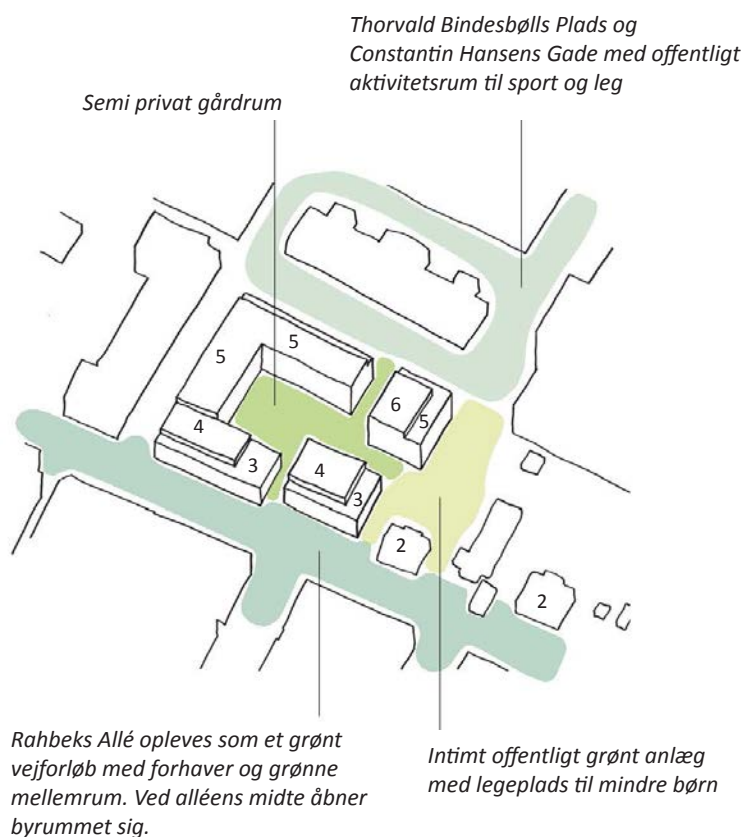 Thorvald Bindesbølls Plads og
Constantin Hansens Gade med offentligt
aktivitetsrum til sport og leg
Semi privat gårdrum
5
5
6
5
4
3
4
3
2
2
Rahbeks Allé opleves som et grønt
vejforløb med forhaver og grønne
mellemrum. Ved alléens midte åbner
byrummet sig.
Intimt offentligt grønt anlæg
med legeplads til mindre børn